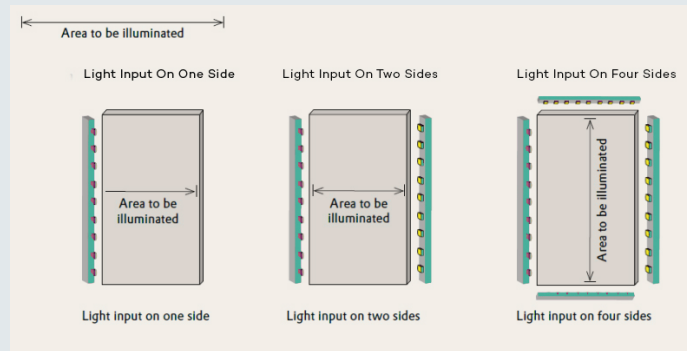 Area to be illuminated
Light Input On One Side
Light Input On Two Sides
Light Input On Four Sides
Area to be
illuminated
Area to be
illuminated
Area to be illuminated
Light input on one side
Light input on two sides
Light input on four sides